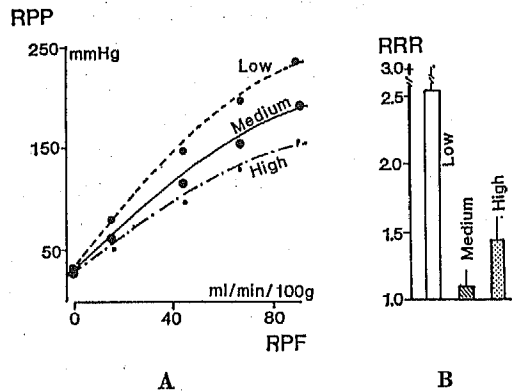 RPP
mmHg
250
150
50
0
40
80
ml/min/100g
RPF
Low
Medium
High
A
RRR
3.0
2.5
2.0
1.5
1.0
Low
Medium
High
B